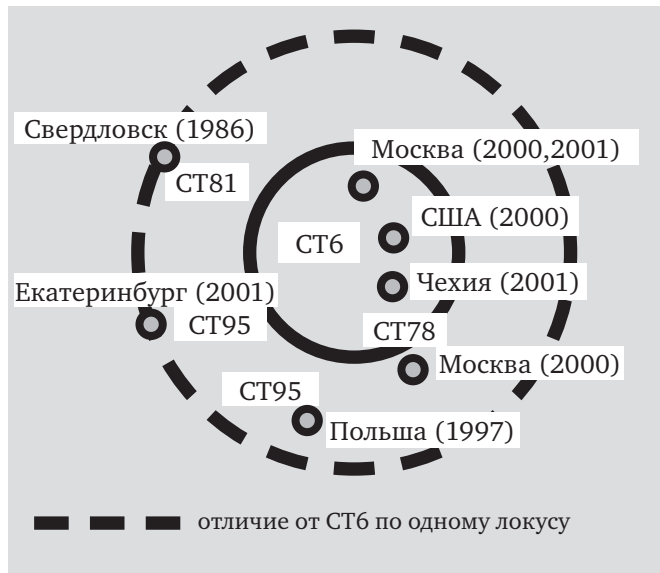 Свердловск (1986)
Москва (2000,2001)
СТ81
США (2000)
СТ6
Чехия (2001)
Екатеринбург (2001)
СТ95
СТ78
Москва (2000)
СТ95
Польша (1997)
отличие от СТ6 по одному локусу